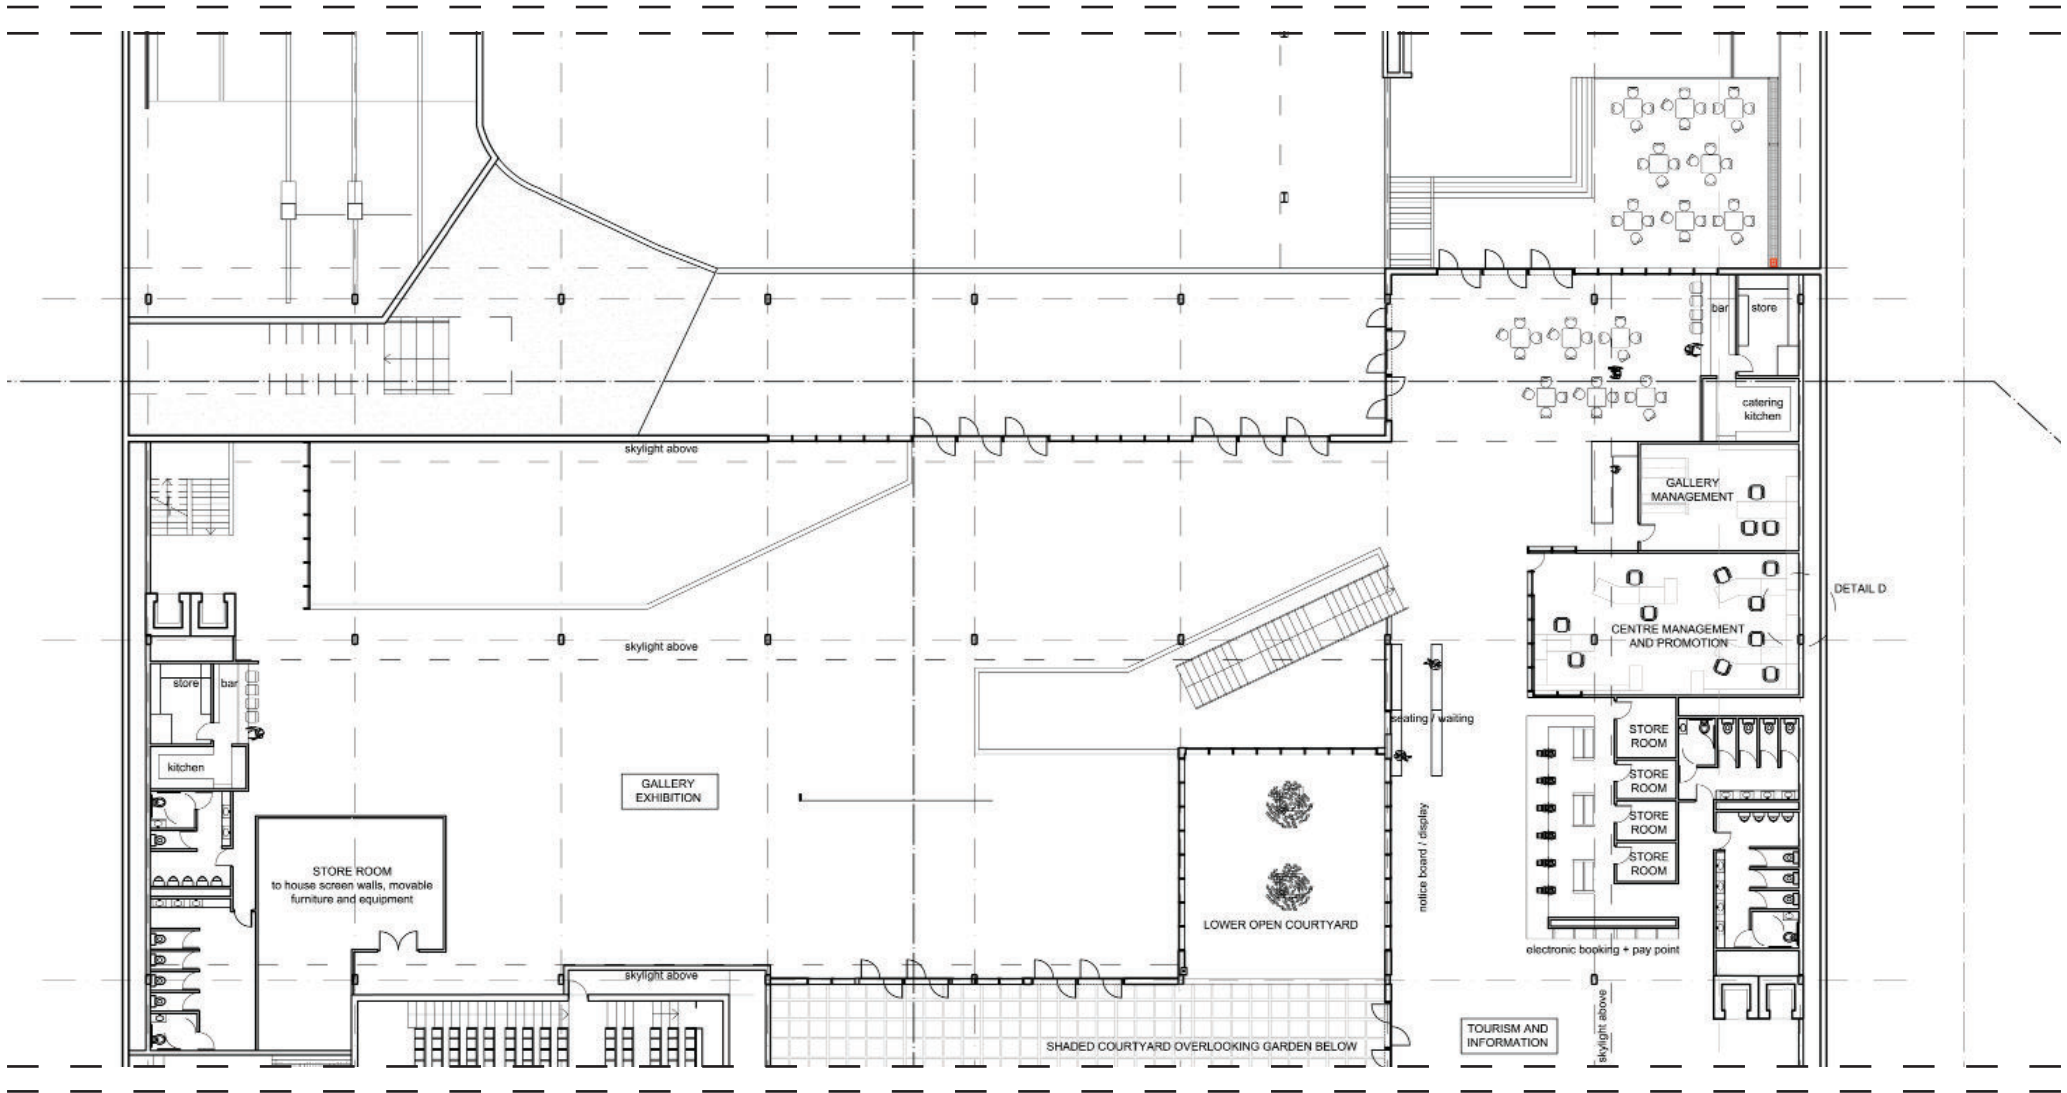 bar
store
catering
kitchen
skylight above
GALLERY
MANAGEMENT
DETAIL D
CENTRE MANAGEMENT
AND PROMOTION
skylight above
store
bar
seating / waiting
STORE
ROOM
kitchen
GALLERY
EXHIBITION
STORE
ROOM
STORE
ROOM
notice board / display
STORE
ROOM
STORE ROOM
to house screen walls, movable
furniture and equipment
LOWER OPEN COURTYARD
electronic booking + pay point
skylight above
skylight above
TOURISM AND
INFORMATION
SHADED COURTYARD OVERLOOKING GARDEN BELOW